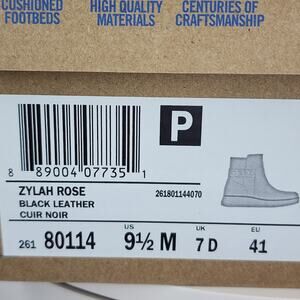 CUSHIONED FOOTBEDS
HIGH QUALITY MATERIALS
CENTURIES OF CRAFTSMANSHIP
P
8 89004 07735 1
ZYLAH ROSE
261801144070
BLACK LEATHER
CUIR NOIR
261 80114
US 9½ M
UK 7 D
EU 41